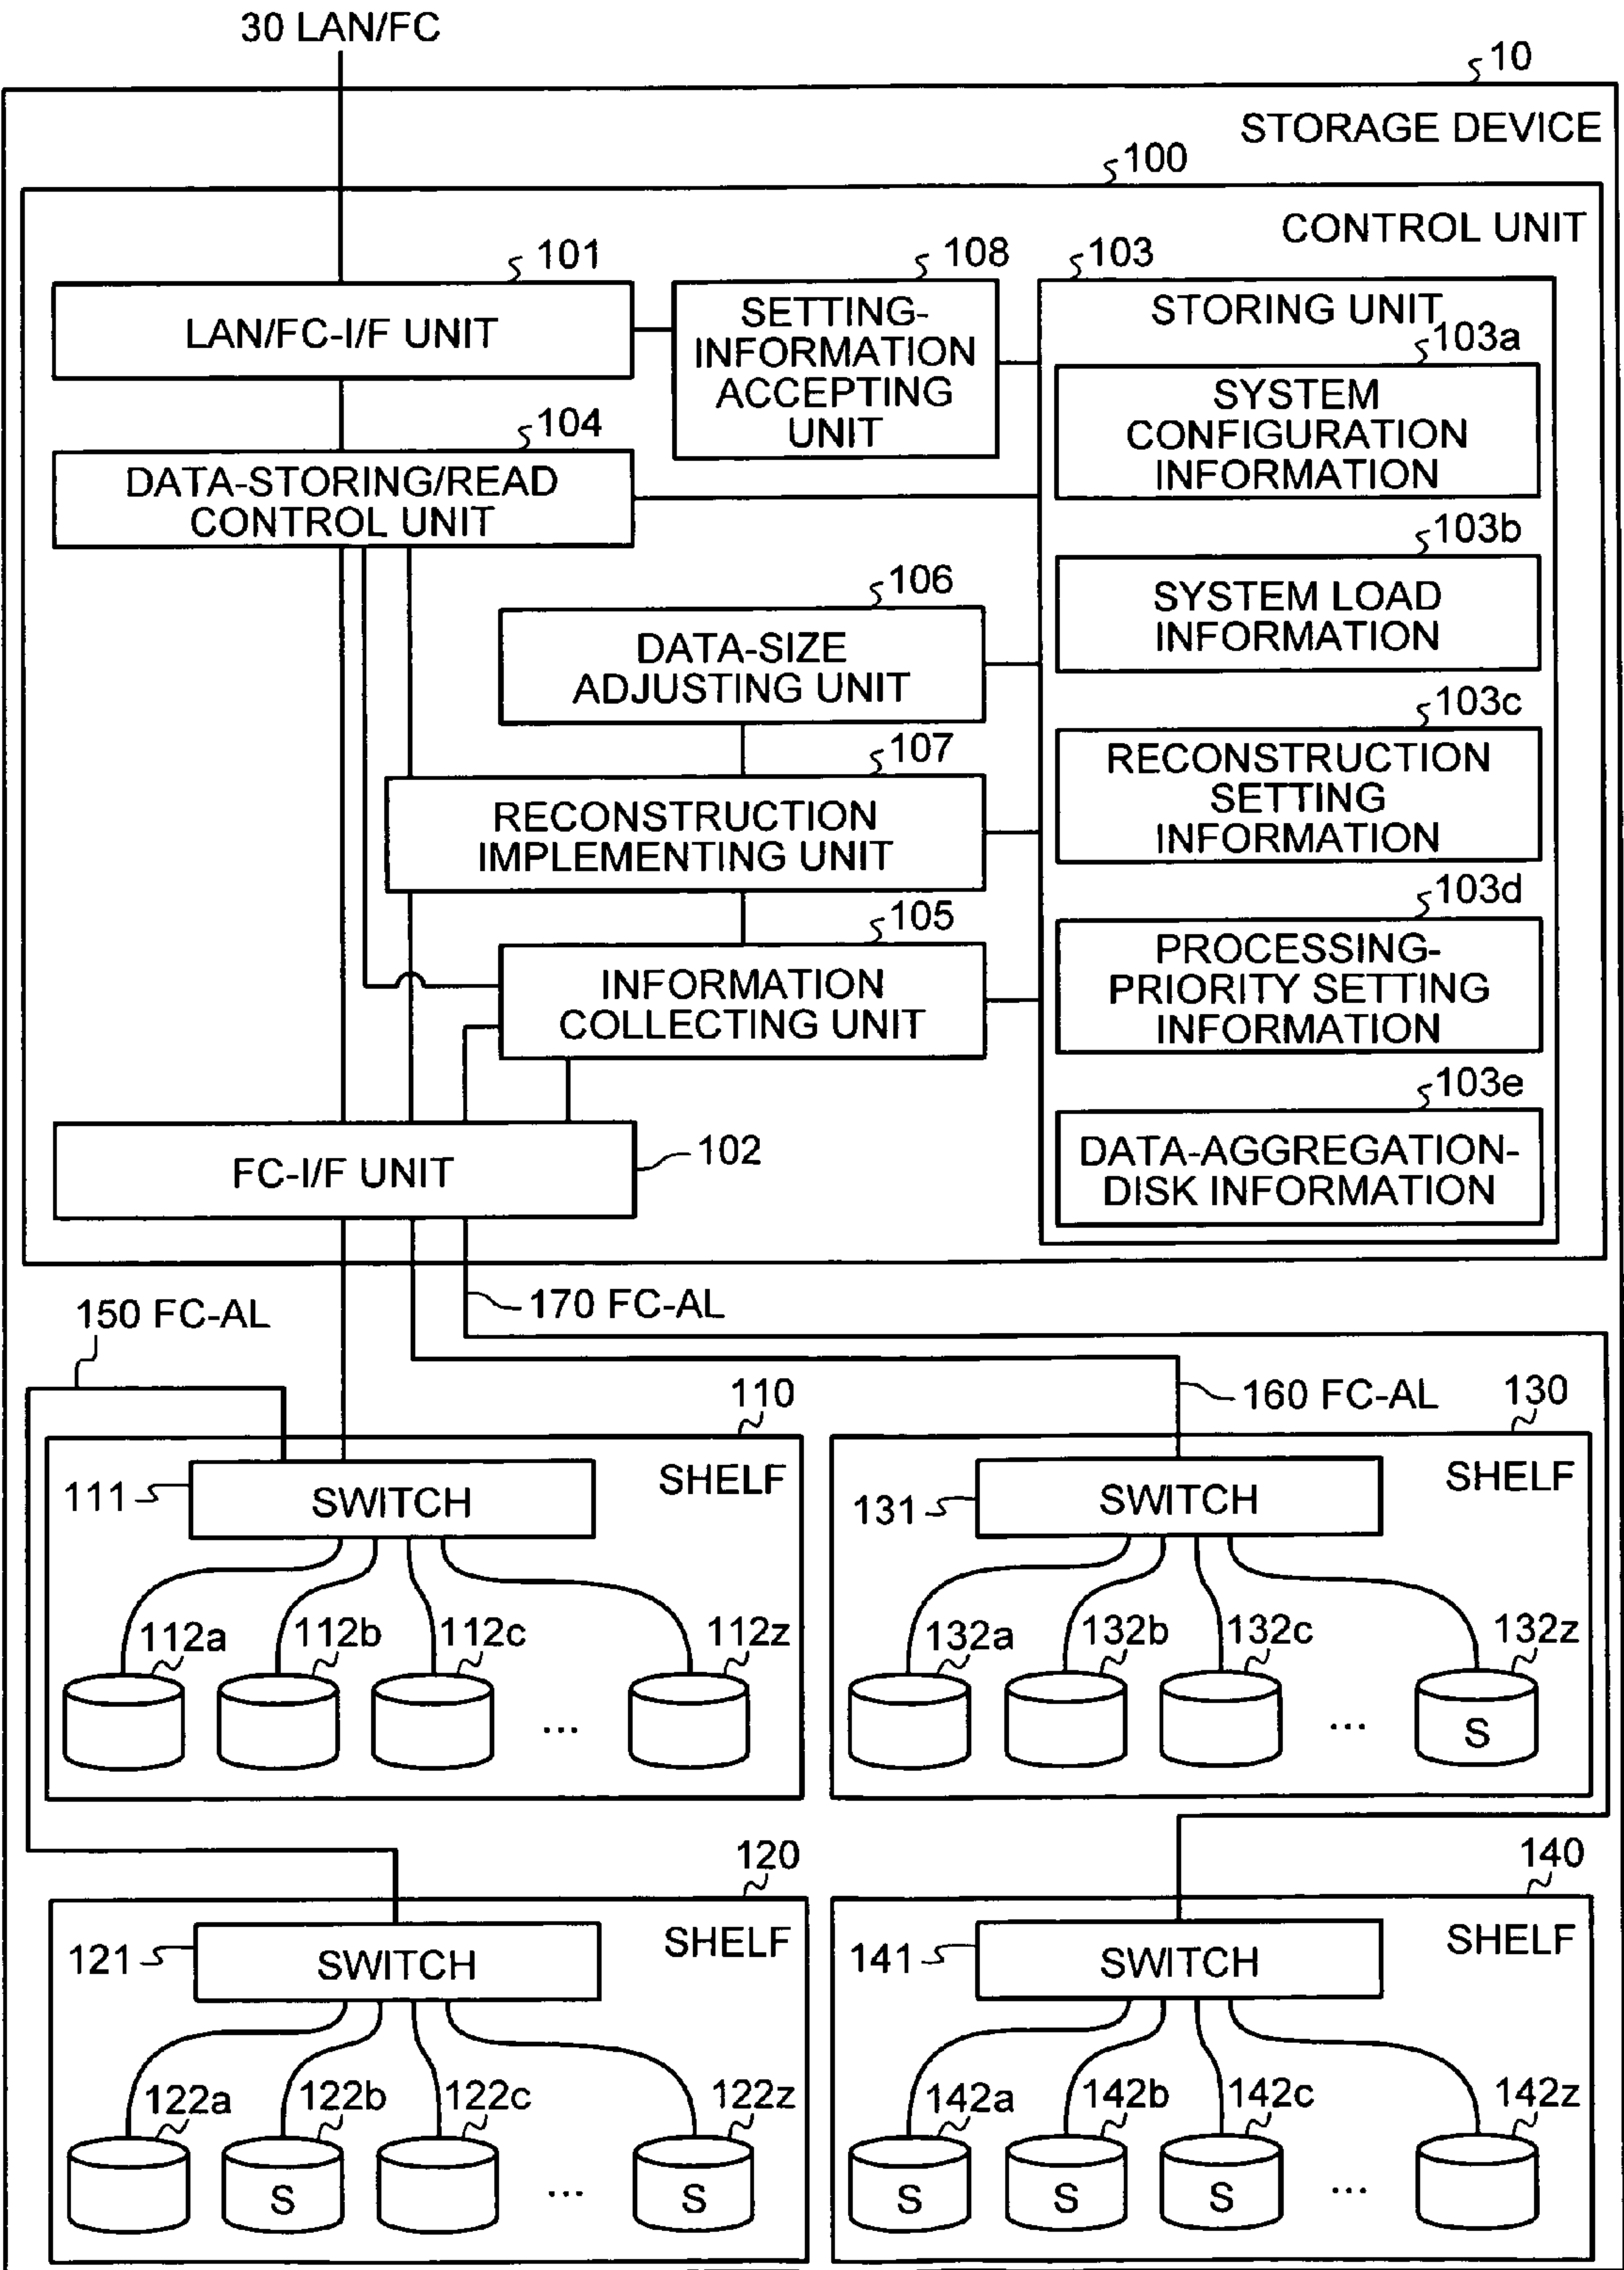 30 LAN/FC
10
STORAGE DEVICE
100
CONTROL UNIT
101
LAN/FC-I/F UNIT
108
SETTING-
INFORMATION
ACCEPTING
UNIT
103
STORING UNIT
103a
SYSTEM
CONFIGURATION
INFORMATION
104
DATA-STORING/READ
CONTROL UNIT
103b
SYSTEM LOAD
INFORMATION
106
DATA-SIZE
ADJUSTING UNIT
103c
RECONSTRUCTION
SETTING
INFORMATION
107
RECONSTRUCTION
IMPLEMENTING UNIT
103d
PROCESSING-
PRIORITY SETTING
INFORMATION
105
INFORMATION
COLLECTING UNIT
103e
DATA-AGGREGATION-
DISK INFORMATION
FC-I/F UNIT
102
150 FC-AL
170 FC-AL
160 FC-AL
110
SHELF
111
SWITCH
112a
112b
112c
...
112z
130
SHELF
131
SWITCH
132a
132b
132c
...
132z
S
120
SHELF
121
SWITCH
122a
122b
S
122c
...
122z
S
140
SHELF
141
SWITCH
142a
S
142b
S
142c
S
...
142z